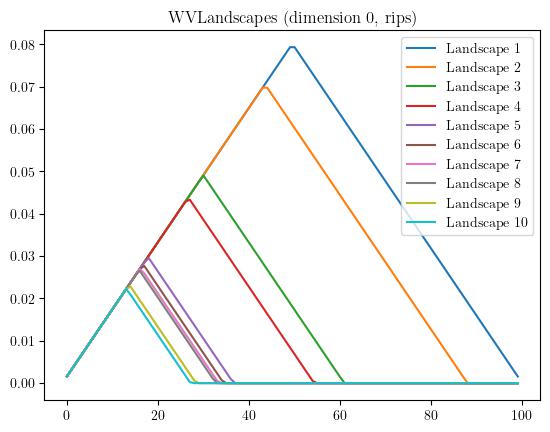 WVLandscapes (dimension 0, rips)
0.08
0.07
0.06
0.05
0.04
0.03
0.02
0.01
0.00
0
20
40
60
80
100
Landscape 1
Landscape 2
Landscape 3
Landscape 4
Landscape 5
Landscape 6
Landscape 7
Landscape 8
Landscape 9
Landscape 10